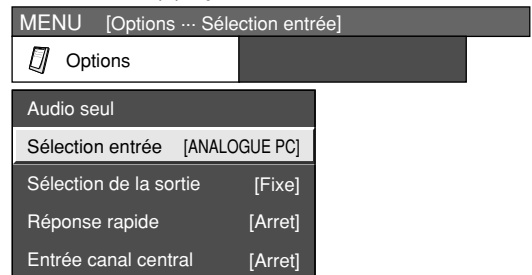 MENU [Options ··· Sélection entrée]
Options
Audio seul
Sélection entrée [ANALOGUE PC]
Sélection de la sortie [Fixe]
Réponse rapide [Arret]
Entrée canal central [Arret]